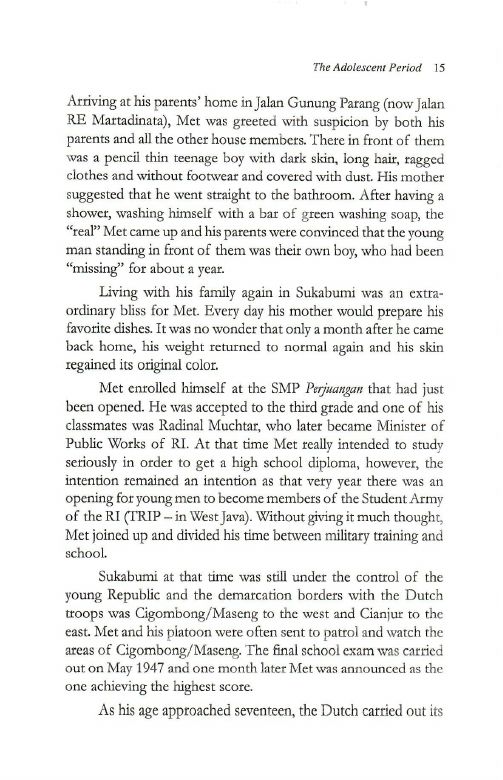 The Adolescent Period 15
Arriving at his parents' home in Jalan Gunung Parang (now Jalan
RE Martadinata), Met was greeted with suspicion by both his
parents and all the other house members. There in front of them
was a pencil thin teenage boy with dark skin, long hair, ragged
clothes and without footwear and covered with dust. His mother
suggested that he went straight to the bathroom. After having a
shower, washing himself with a bar of green washing soap, the
“real” Met came up and his parents were convinced that the young
man standing in front of them was their own boy, who had been
“missing” for about a year.
Living with his family again in Sukabumi was an extra-
ordinary bliss for Met. Every day his mother would prepare his
favorite dishes. It was no wonder that only a month after he came
back home, his weight returned to normal again and his skin
regained its original color.
Met enrolled himself at the SMP Perjuangan that had just
been opened. He was accepted to the third grade and one of his
classmates was Radinal Muchtar, who later became Minister of
Public Works of RI. At that time Met really intended to study
seriously in order to get a high school diploma, however, the
intention remained an intention as that very year there was an
opening for young men to become members of the Student Army
of the RI (TRIP – in West Java). Without giving it much thought,
Met joined up and divided his time between military training and
school.
Sukabumi at that time was still under the control of the
young Republic and the demarcation borders with the Dutch
troops was Cigombong/Maseng to the west and Cianjur to the
east. Met and his platoon were often sent to patrol and watch the
areas of Cigombong/Maseng. The final school exam was carried
out on May 1947 and one month later Met was announced as the
one achieving the highest score.
As his age approached seventeen, the Dutch carried out its